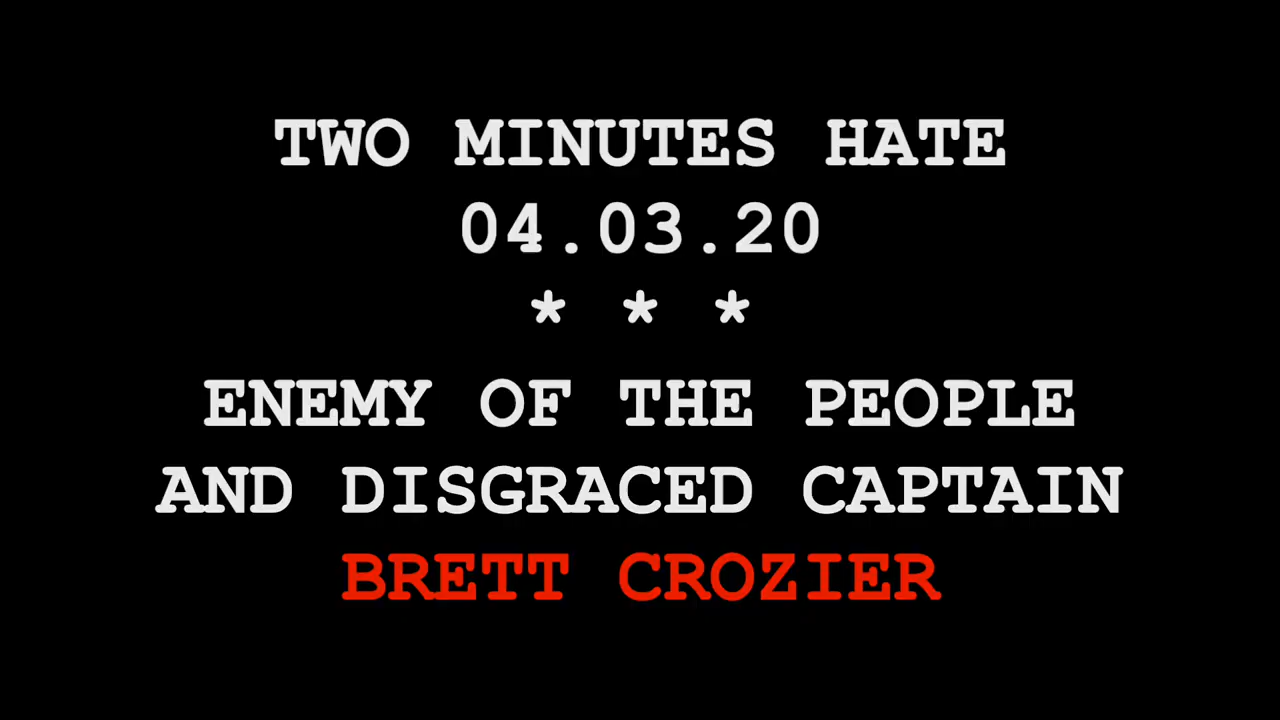 TWO MINUTES HATE
04.03.20
* * *
ENEMY OF THE PEOPLE
AND DISGRACED CAPTAIN
BRETT CROZIER